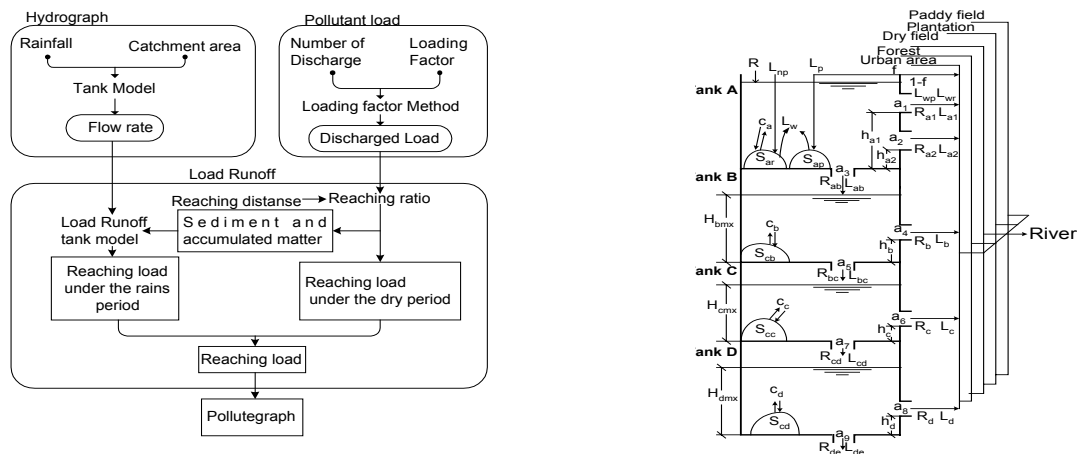 Hydrograph
Rainfall
Catchment area
Tank Model
Flow rate
Pollutant load
Number of
Discharge
Loading
Factor
Loading factor Method
Discharged Load
Load Runoff
Reaching distanse
Reaching ratio
Load Runoff
tank model
Sediment and
accumulated matter
Reaching load
under the rains
period
Reaching load
under the dry period
Reaching load
Pollutegraph
Paddy field
Plantation
Dry field
Forest
Urban area
R
Lnp
Lp
f
1-f
ank A
Lwp Lwr
a1
Ra1 La1
ha1
a2
Ra2 La2
ha2
ca
Lw
Sar
Sap
a3
Rab Lab
ank B
Hbmx
a4
Rb Lb
hb
cb
Scb
a5
Rbc Lbc
ank C
Hcmx
cc
Scc
a6
Rc Lc
hc
a7
Rcd Lcd
ank D
Hdmx
cd
Scd
a8
Rd Ld
hd
a9
Rde Lde
River